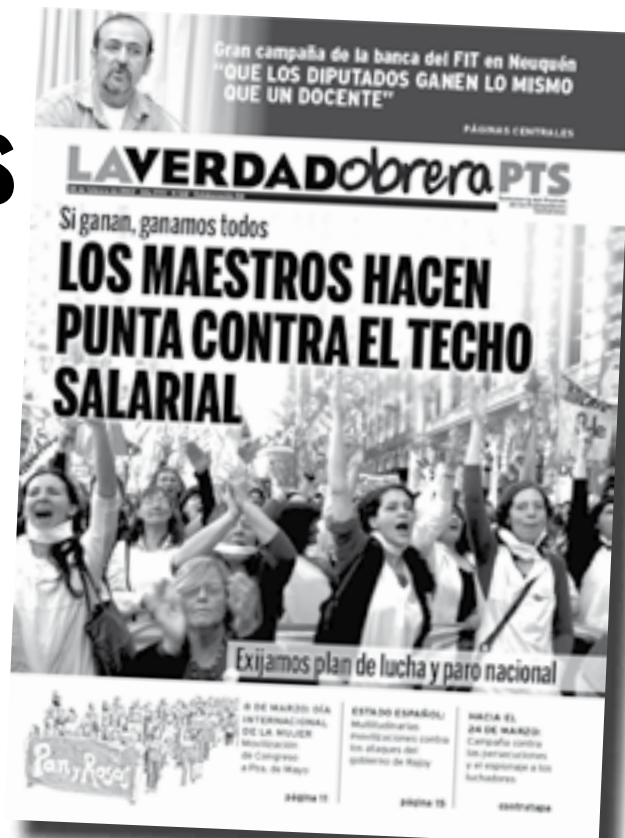 S
Gran campaña de la banca del FIT en Neuquén
"QUE LOS DIPUTADOS GANEN LO MISMO
QUE UN DOCENTE"
PÁGINAS CENTRALES
LAVERDADobrera PTS
Si ganan, ganamos todos
LOS MAESTROS HACEN
PUNTA CONTRA EL TECHO
SALARIAL
Exijamos plan de lucha y paro nacional
Pan y Rosas
8 DE MARZO: DÍA
INTERNACIONAL
DE LA MUJER
Movilización
de Congreso
a Pza. de Mayo
página 11
ESTADO ESPAÑOL:
Multitudinarias
movilizaciones contra
los ataques del
gobierno de Rajoy
página 15
HACIA EL
24 DE MARZO:
Campaña contra
las persecuciones
y el espionaje a los
luchadores
contratapa